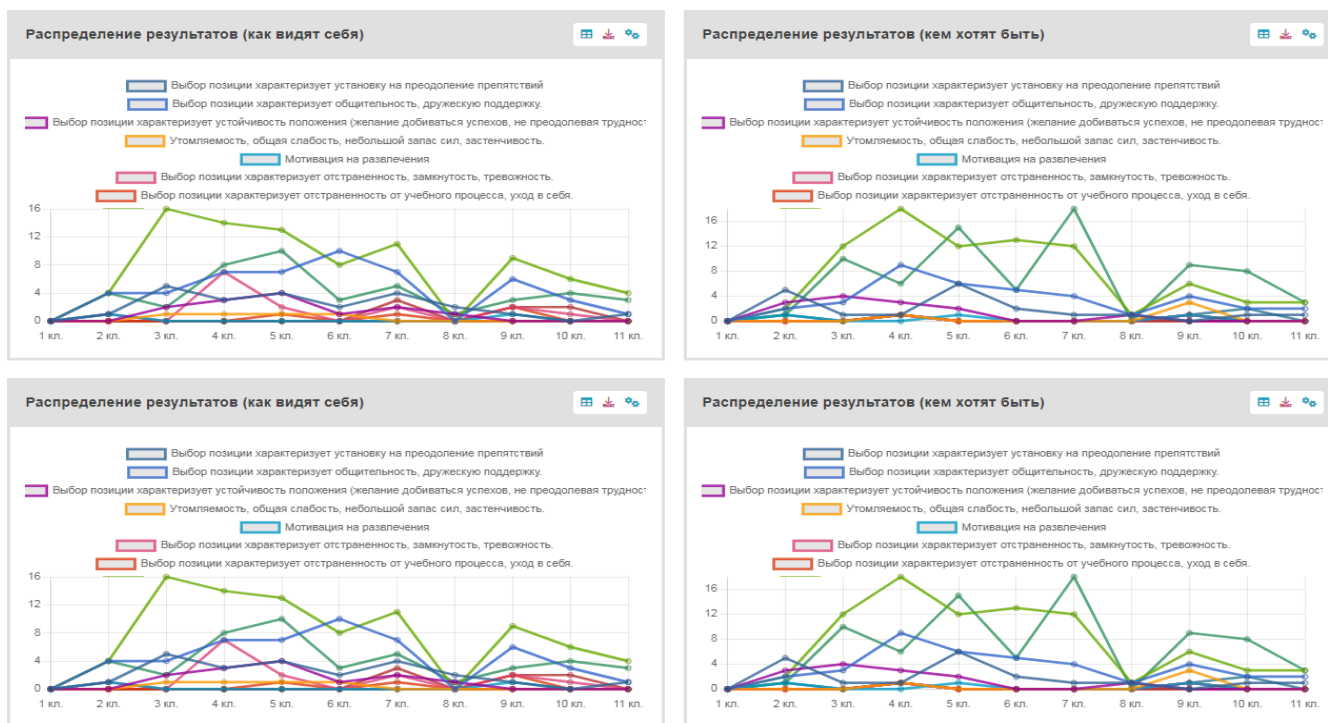 Распределение результатов (как видят себя)
Выбор позиции характеризует установку на преодоление препятствий
Выбор позиции характеризует общительность, дружескую поддержку.
Выбор позиции характеризует устойчивость положения (желание добиваться успехов, не преодолевая трудност
Утомляемость, общая слабость, небольшой запас сил, застенчивость.
Мотивация на развлечения
Выбор позиции характеризует отстраненность, замкнутость, тревожность.
Выбор позиции характеризует отстраненность от учебного процесса, уход в себя.
16
12
8
4
0
1 кл. 2 кл. 3 кл. 4 кл. 5 кл. 6 кл. 7 кл. 8 кл. 9 кл. 10 кл. 11 кл.
Распределение результатов (кем хотят быть)
Выбор позиции характеризует установку на преодоление препятствий
Выбор позиции характеризует общительность, дружескую поддержку.
Выбор позиции характеризует устойчивость положения (желание добиваться успехов, не преодолевая трудност
Утомляемость, общая слабость, небольшой запас сил, застенчивость.
Мотивация на развлечения
Выбор позиции характеризует отстраненность, замкнутость, тревожность.
Выбор позиции характеризует отстраненность от учебного процесса, уход в себя.
16
12
8
4
0
1 кл. 2 кл. 3 кл. 4 кл. 5 кл. 6 кл. 7 кл. 8 кл. 9 кл. 10 кл. 11 кл.
Распределение результатов (как видят себя)
Выбор позиции характеризует установку на преодоление препятствий
Выбор позиции характеризует общительность, дружескую поддержку.
Выбор позиции характеризует устойчивость положения (желание добиваться успехов, не преодолевая трудност
Утомляемость, общая слабость, небольшой запас сил, застенчивость.
Мотивация на развлечения
Выбор позиции характеризует отстраненность, замкнутость, тревожность.
Выбор позиции характеризует отстраненность от учебного процесса, уход в себя.
16
12
8
4
0
1 кл. 2 кл. 3 кл. 4 кл. 5 кл. 6 кл. 7 кл. 8 кл. 9 кл. 10 кл. 11 кл.
Распределение результатов (кем хотят быть)
Выбор позиции характеризует установку на преодоление препятствий
Выбор позиции характеризует общительность, дружескую поддержку.
Выбор позиции характеризует устойчивость положения (желание добиваться успехов, не преодолевая трудност
Утомляемость, общая слабость, небольшой запас сил, застенчивость.
Мотивация на развлечения
Выбор позиции характеризует отстраненность, замкнутость, тревожность.
Выбор позиции характеризует отстраненность от учебного процесса, уход в себя.
16
12
8
4
0
1 кл. 2 кл. 3 кл. 4 кл. 5 кл. 6 кл. 7 кл. 8 кл. 9 кл. 10 кл. 11 кл.